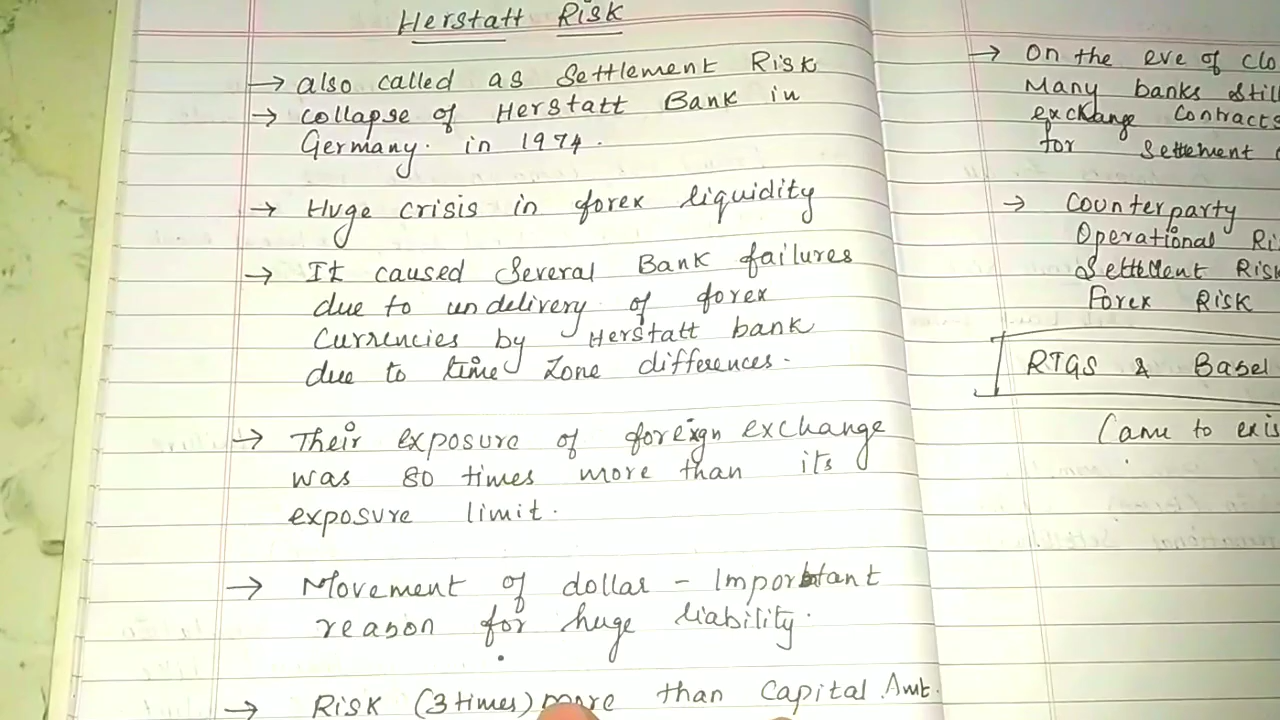 Herstatt Risk
→ also called as Settlement Risk
→ collapse of Herstatt Bank in
Germany. in 1974.
→ Huge crisis in forex liquidity
→ It caused Several Bank failures
due to undelivery of forex
Currencies by Herstatt bank
due to time Zone differences.
→ Their exposure of foreign exchange
was 80 times more than its
exposure limit.
→ Movement of dollar - Important
reason for huge liability.
→ Risk (3 times) more than Capital Amt.
→ On the eve of clo
Many banks still
exchange Contracts
for Settlement
→ Counterparty
Operational Ri
Settlement Risk
Forex Risk
RTGS & Basel
Came to exis